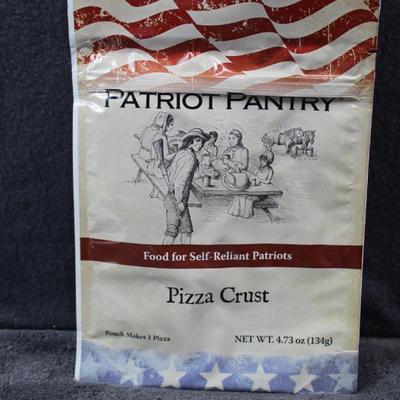 PATRIOT PANTRY
Food for Self-Reliant Patriots
Pizza Crust
Pouch Makes 1 Pizza
NET WT. 4.73 oz (134g)